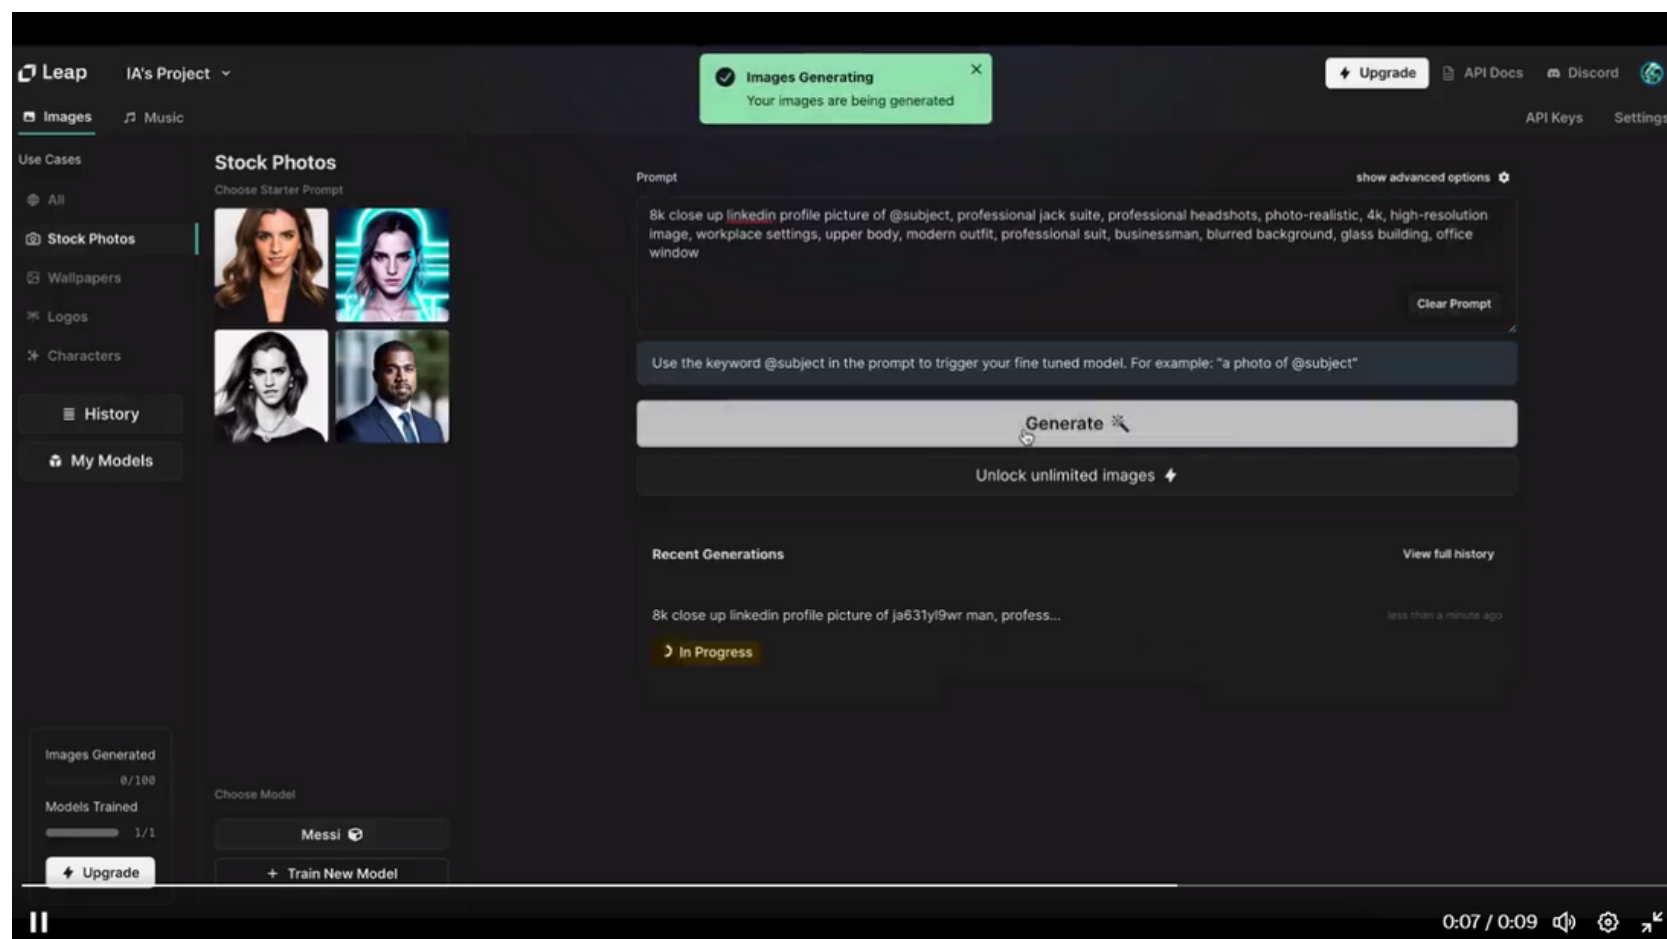 Leap
IA's Project
Images Generating
Your images are being generated
Upgrade
API Docs
Discord
Images
Music
API Keys
Settings
Use Cases
All
Stock Photos
Wallpapers
Logos
Characters
History
My Models
Stock Photos
Choose Starter Prompt
Prompt
show advanced options
8k close up linkedin profile picture of @subject, professional jack suite, professional headshots, photo-realistic, 4k, high-resolution
image, workplace settings, upper body, modern outfit, professional suit, businessman, blurred background, glass building, office
window
Clear Prompt
Use the keyword @subject in the prompt to trigger your fine tuned model. For example: "a photo of @subject"
Generate
Unlock unlimited images
Recent Generations
View full history
8k close up linkedin profile picture of ja631yl9wr man, profess...
less than a minute ago
In Progress
Images Generated
0/100
Models Trained
1/1
Upgrade
Choose Model
Messi
+ Train New Model
0:07 / 0:09